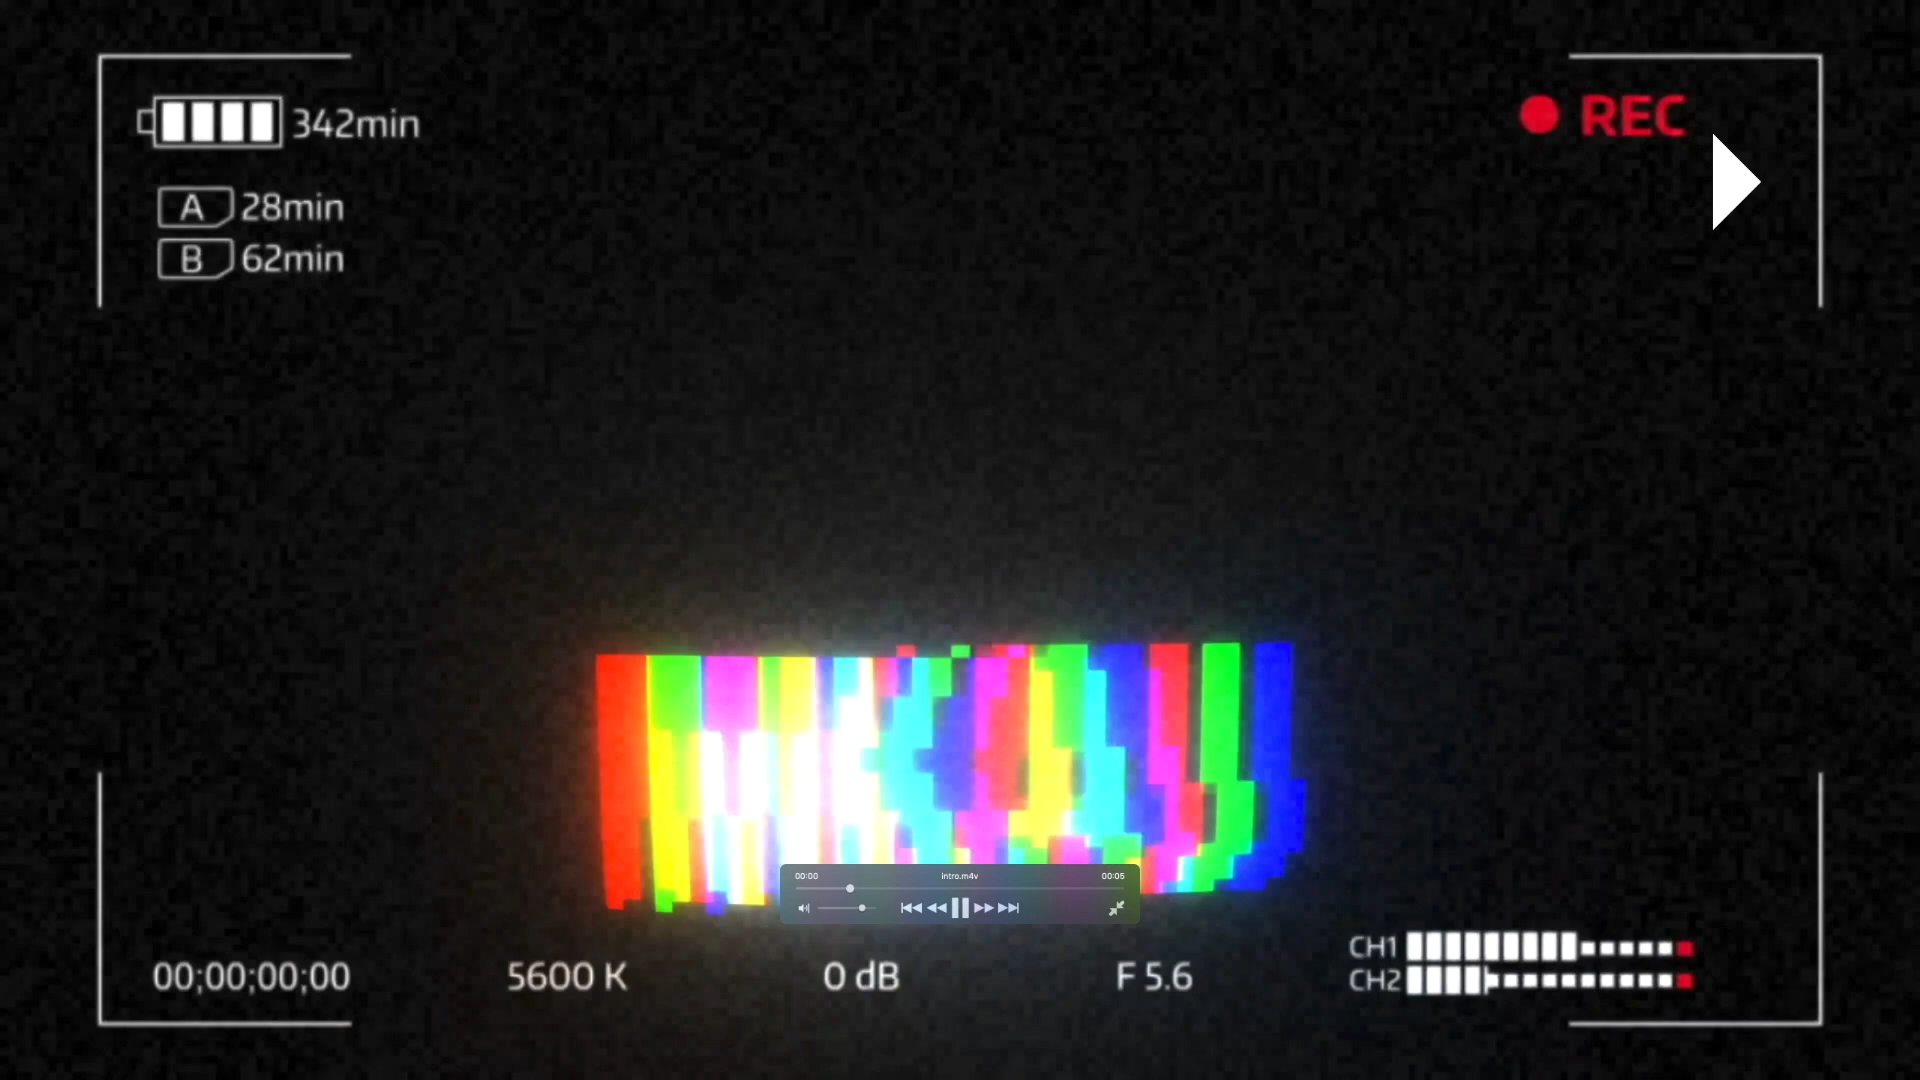 342min
REC
A 28min
B 62min
00:00 intro.m4v 00:05
00;00;00;00
5600 K
0 dB
F 5.6
CH1
CH2